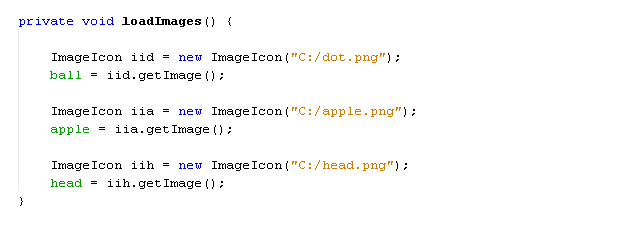 private void loadImages() {
ImageIcon iid = new ImageIcon("C:/dot.png");
ball = iid.getImage();
ImageIcon iia = new ImageIcon("C:/apple.png");
apple = iia.getImage();
ImageIcon iih = new ImageIcon("C:/head.png");
head = iih.getImage();
}